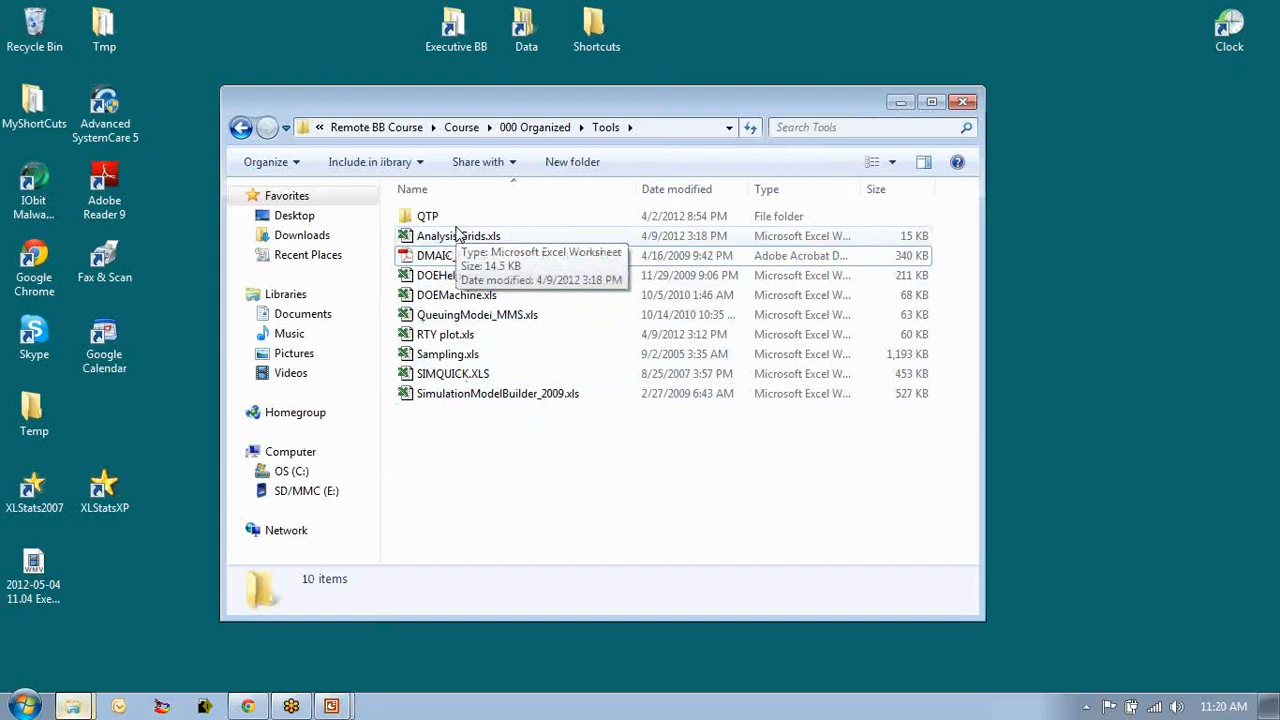 Recycle Bin
Tmp
Executive BB
Data
Shortcuts
Clock
MyShortCuts
Advanced
SystemCare 5
IObit
Malwa...
Adobe
Reader 9
Google
Chrome
Fax & Scan
Skype
Google
Calendar
Temp
XLStats2007
XLStatsXP
2012-05-04
11.04 Exe...
« Remote BB Course Course 000 Organized Tools
Search Tools
Organize Include in library Share with New folder
Favorites
Desktop
Downloads
Recent Places
Libraries
Documents
Music
Pictures
Videos
Homegroup
Computer
OS (C:)
SD/MMC (E:)
Network
Name Date modified Type Size
QTP 4/2/2012 8:54 PM File folder
4/9/2012 3:18 PM Microsoft Excel W... 15 KB
DMAIC_ 4/16/2009 9:42 PM Adobe Acrobat D... 340 KB
DOEHel 11/29/2009 9:06 PM Microsoft Excel W... 211 KB
DOEMachine.xls 10/5/2010 1:46 AM Microsoft Excel W... 68 KB
QueuingModel_MMS.xls 10/14/2010 10:35 ... Microsoft Excel W... 63 KB
RTY plot.xls 4/9/2012 3:12 PM Microsoft Excel W... 60 KB
Sampling.xls 9/2/2005 3:35 AM Microsoft Excel W... 1,193 KB
SIMQUICK.XLS 8/25/2007 3:57 PM Microsoft Excel W... 453 KB
SimulationModelBuilder_2009.xls 2/27/2009 6:43 AM Microsoft Excel W... 527 KB
Type: Microsoft Excel Worksheet
Size: 14.5 KB
Date modified: 4/9/2012 3:18 PM
10 items
11:20 AM